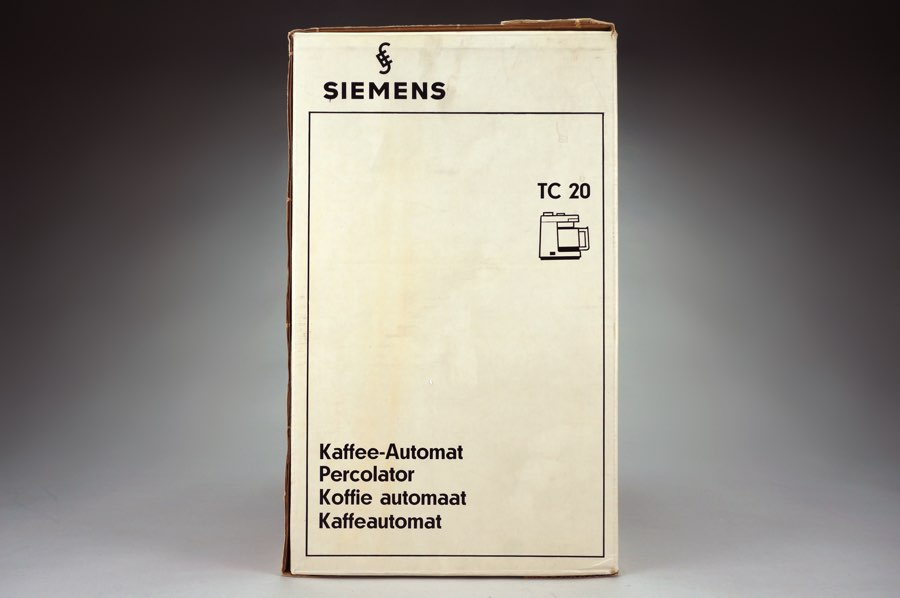 SIEMENS
TC 20
Kaffee-Automat
Percolator
Koffie automaat
Kaffeautomat